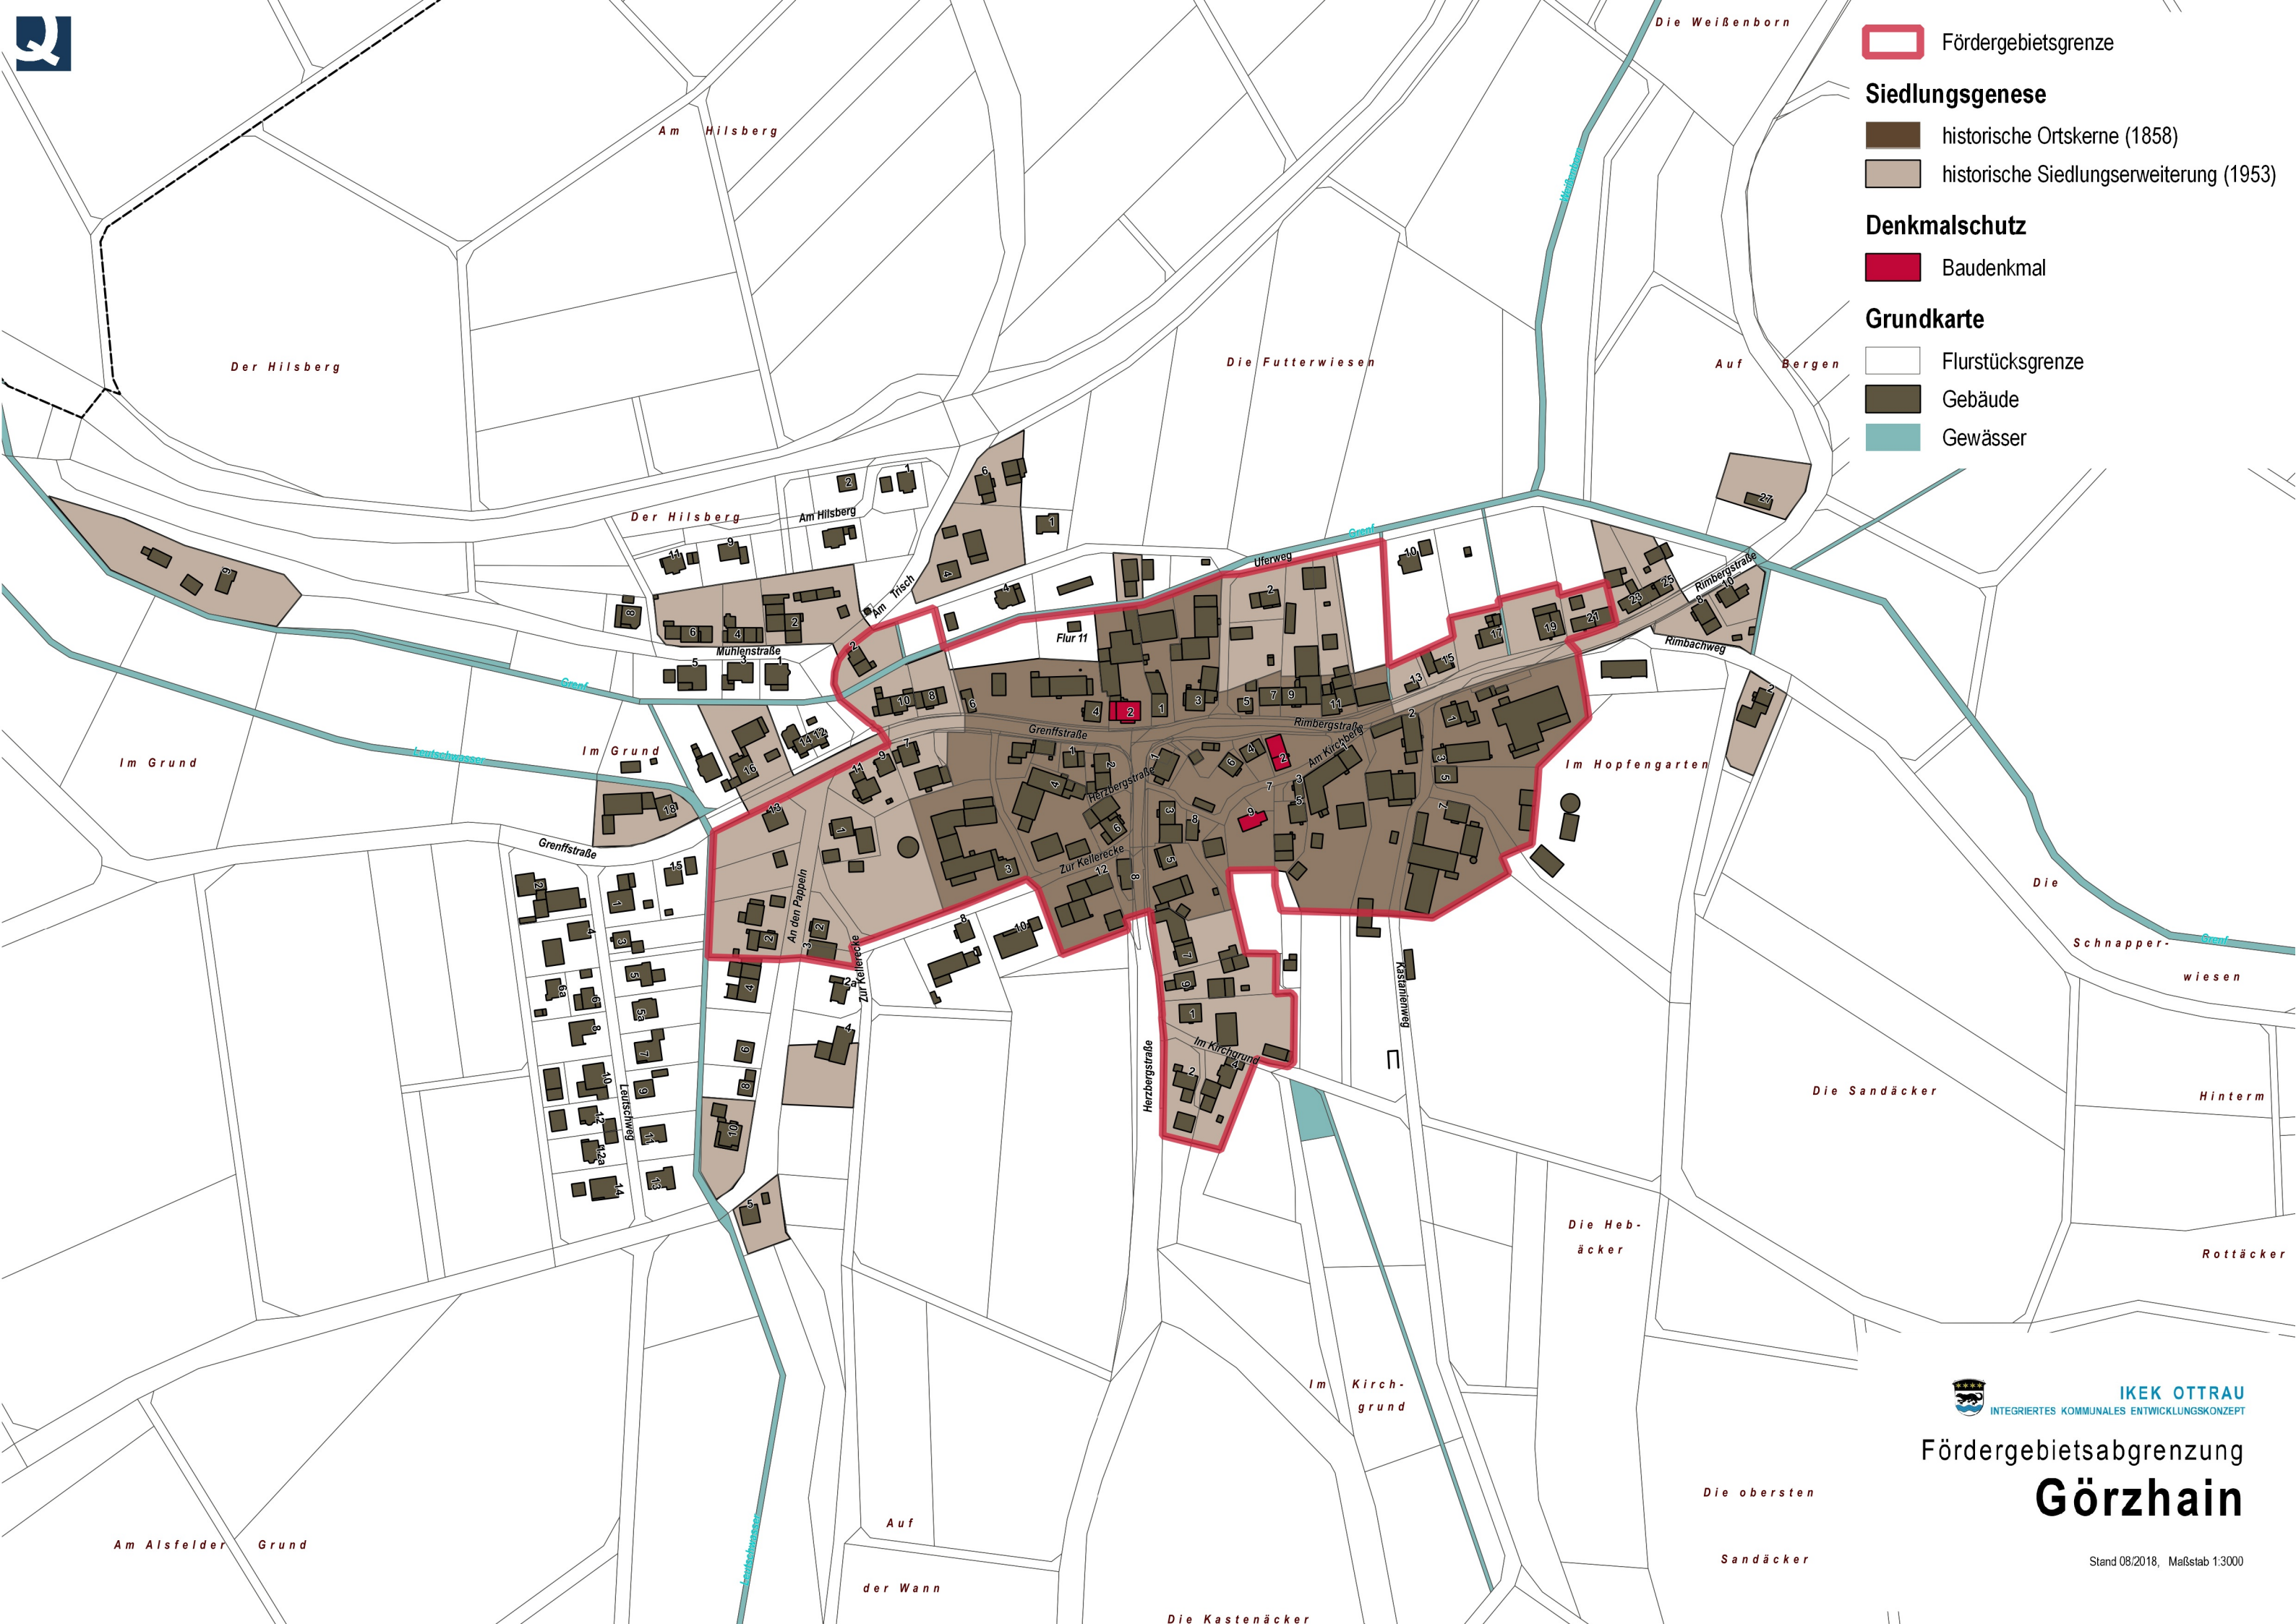 Die Weißenborn
Fördergebietsgrenze
Siedlungsgenese
historische Ortskerne (1858)
historische Siedlungserweiterung (1953)
Denkmalschutz
Baudenkmal
Grundkarte
Flurstücksgrenze
Gebäude
Gewässer
Am Hilsberg
Der Hilsberg
Die Futterwiesen
Auf Bergen
Der Hilsberg
Am Hilsberg
Am Trisch
Uferweg
Grenf
Rimbergstraße
Rimbachweg
Mühlenstraße
Flur 11
Grenf
Leutschwasser
Im Grund
Im Grund
Grenffstraße
Rimbergstraße
Am Kirchberg
Herzbergstraße
Zur Kellerecke
Im Hopfengarten
Grenffstraße
An den Pappeln
Zur Kellerecke
Leutschweg
Herzbergstraße
Im Kirchgrund
Kastanienweg
Die
Schnapper-
wiesen
Grenf
Die Sandäcker
Hinterm
Rottäcker
Die Heb-
äcker
Im Kirch-
grund
Die obersten
Sandäcker
Am Alsfelder Grund
Auf
der Wann
Die Kastenäcker
Leutschwasser
IKEK OTTRAU
INTEGRIERTES KOMMUNALES ENTWICKLUNGSKONZEPT
Fördergebietsabgrenzung
Görzhain
Stand 08/2018, Maßstab 1:3000